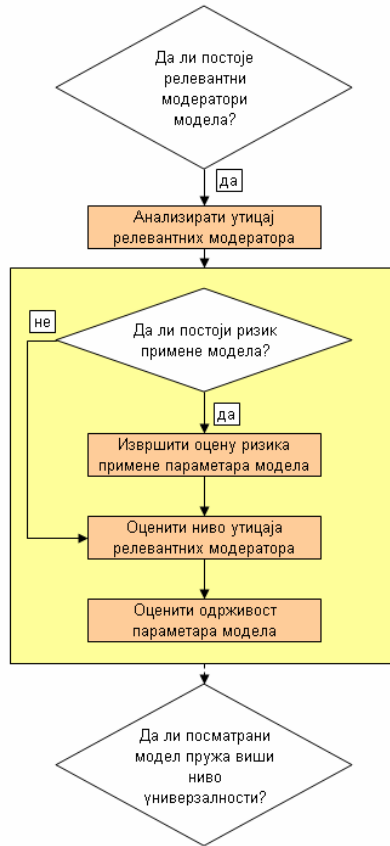 Да ли постоје
релевантни
модератори
модела?
да
Анализирати утицај
релевантних модератора
не
Да ли постоји ризик
примене модела?
да
Извршити оцену ризика
примене параметара модела
Оценити ниво утицаја
релевантних модератора
Оценити одрживост
параметара модела
Да ли посматрани
модел пружа виши
ниво
универзалности?